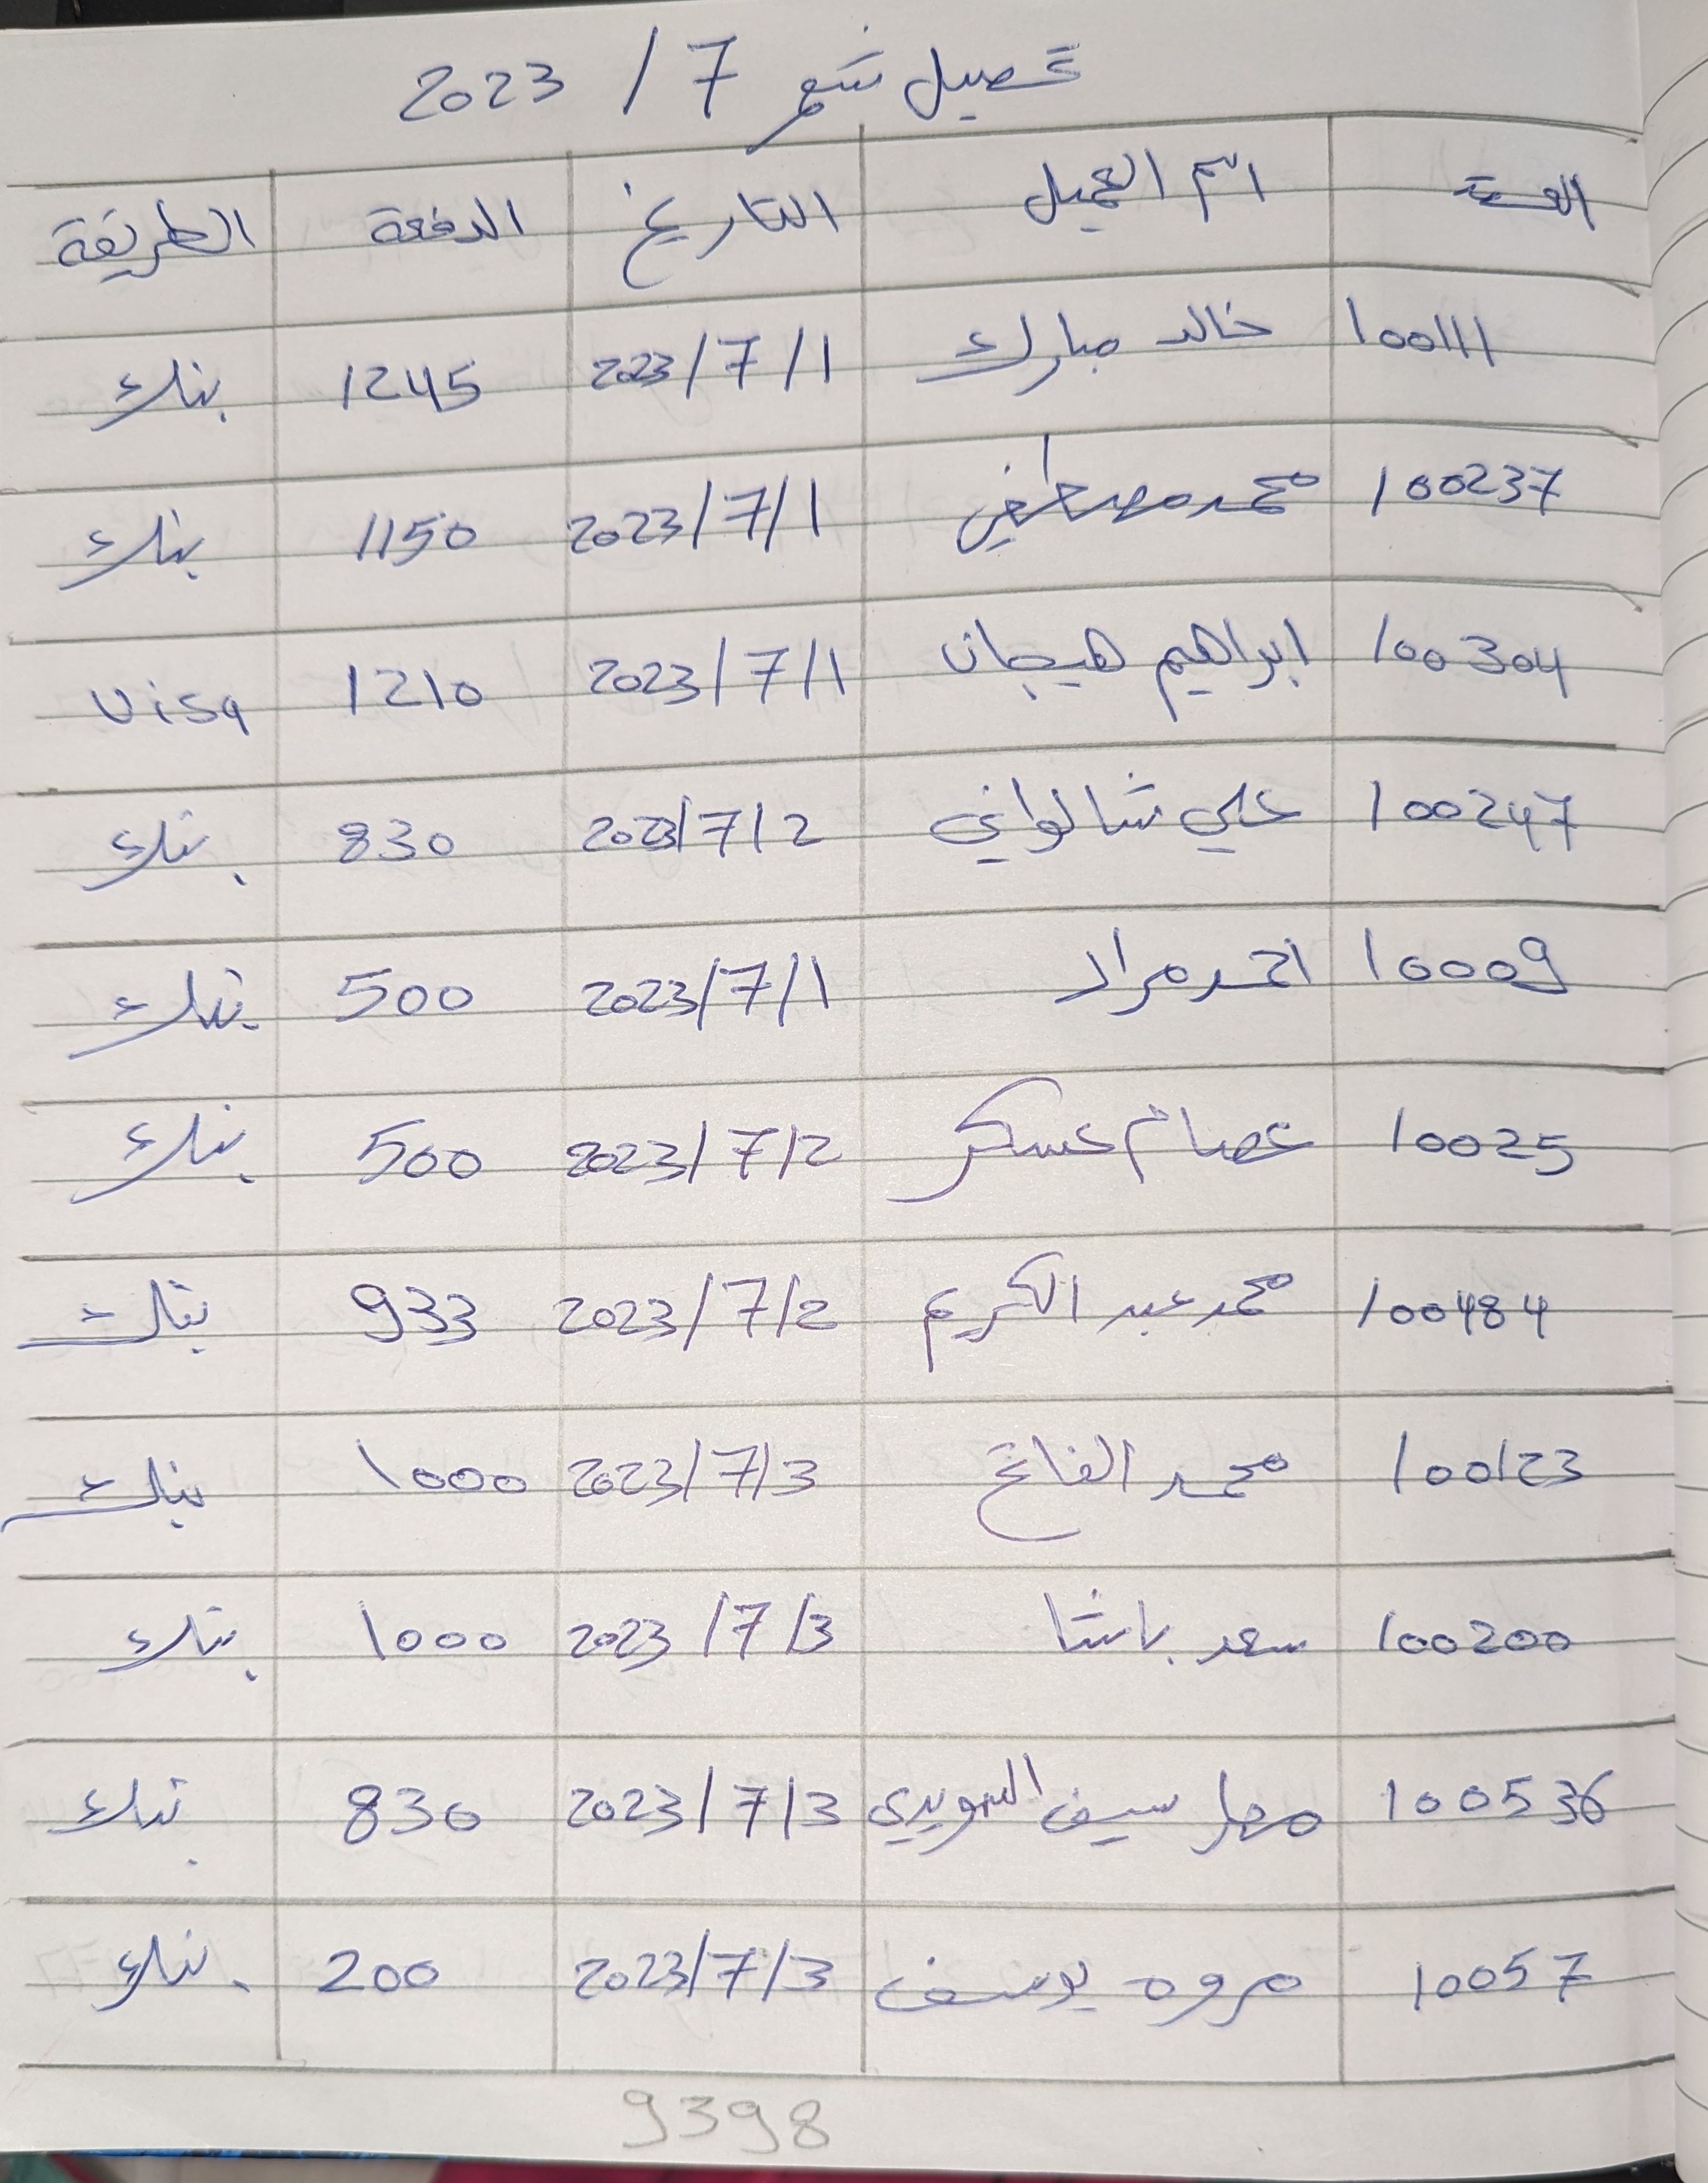 تحصيل شهر 7 / 2023
اسم العميل التاريخ الدفعة الطريقة
100111 خالد مبارك 2023/7/1 1245 بنك
100237 محمد مصطفى 2023/7/1 1150 بنك
100304 ابراهيم هيجان 2023/7/1 1210 visa
100247 علي شالواني 2023/7/2 830 بنك
10009 احمد مراد 2023/7/1 500 بنك
10025 عصام عسكر 2023/7/2 500 بنك
100484 محمد عبد الكريم 2023/7/2 933 بنك
100123 محمد الفاتح 2023/7/3 1000 بنك
100200 سعد باشا 2023/7/3 1000 بنك
100536 مها سيف السويدي 2023/7/3 830 بنك
10057 مروه يوسف 2023/7/3 200 بنك
9398